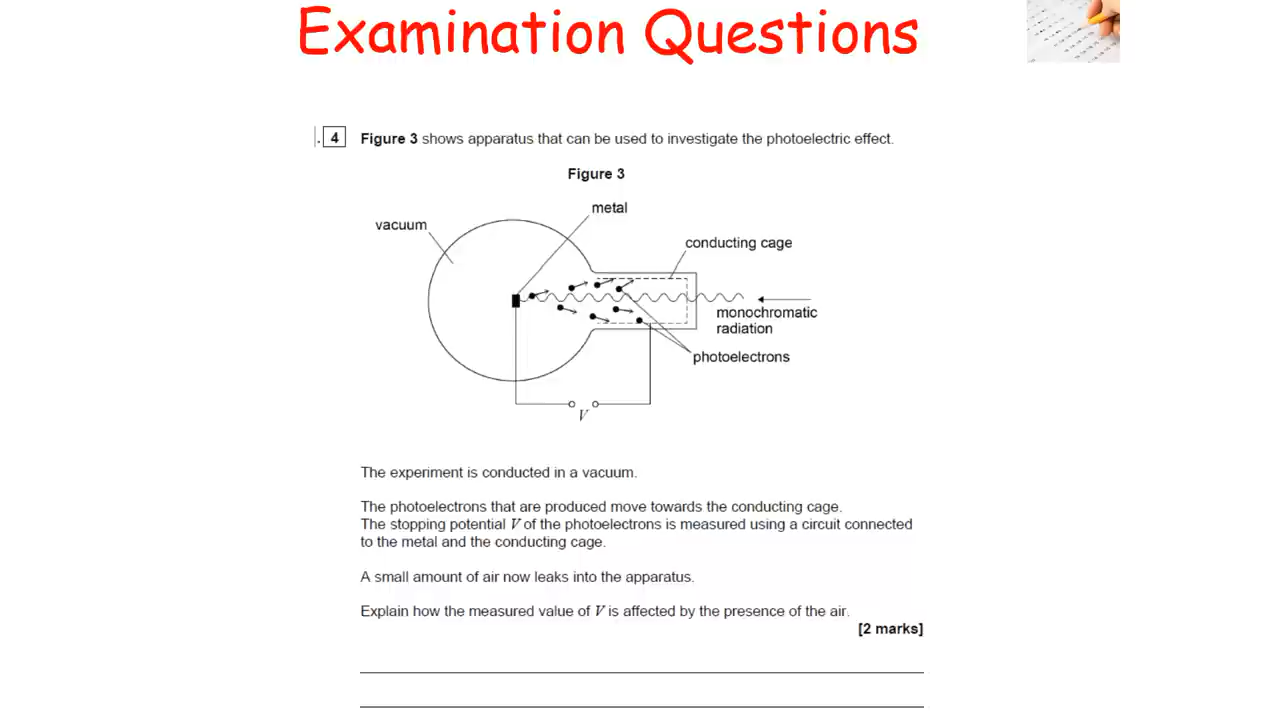 Examination Questions
. 4 Figure 3 shows apparatus that can be used to investigate the photoelectric effect.
Figure 3
metal
vacuum
conducting cage
monochromatic
radiation
photoelectrons
V
The experiment is conducted in a vacuum.
The photoelectrons that are produced move towards the conducting cage.
The stopping potential V of the photoelectrons is measured using a circuit connected
to the metal and the conducting cage.
A small amount of air now leaks into the apparatus.
Explain how the measured value of V is affected by the presence of the air.
[2 marks]